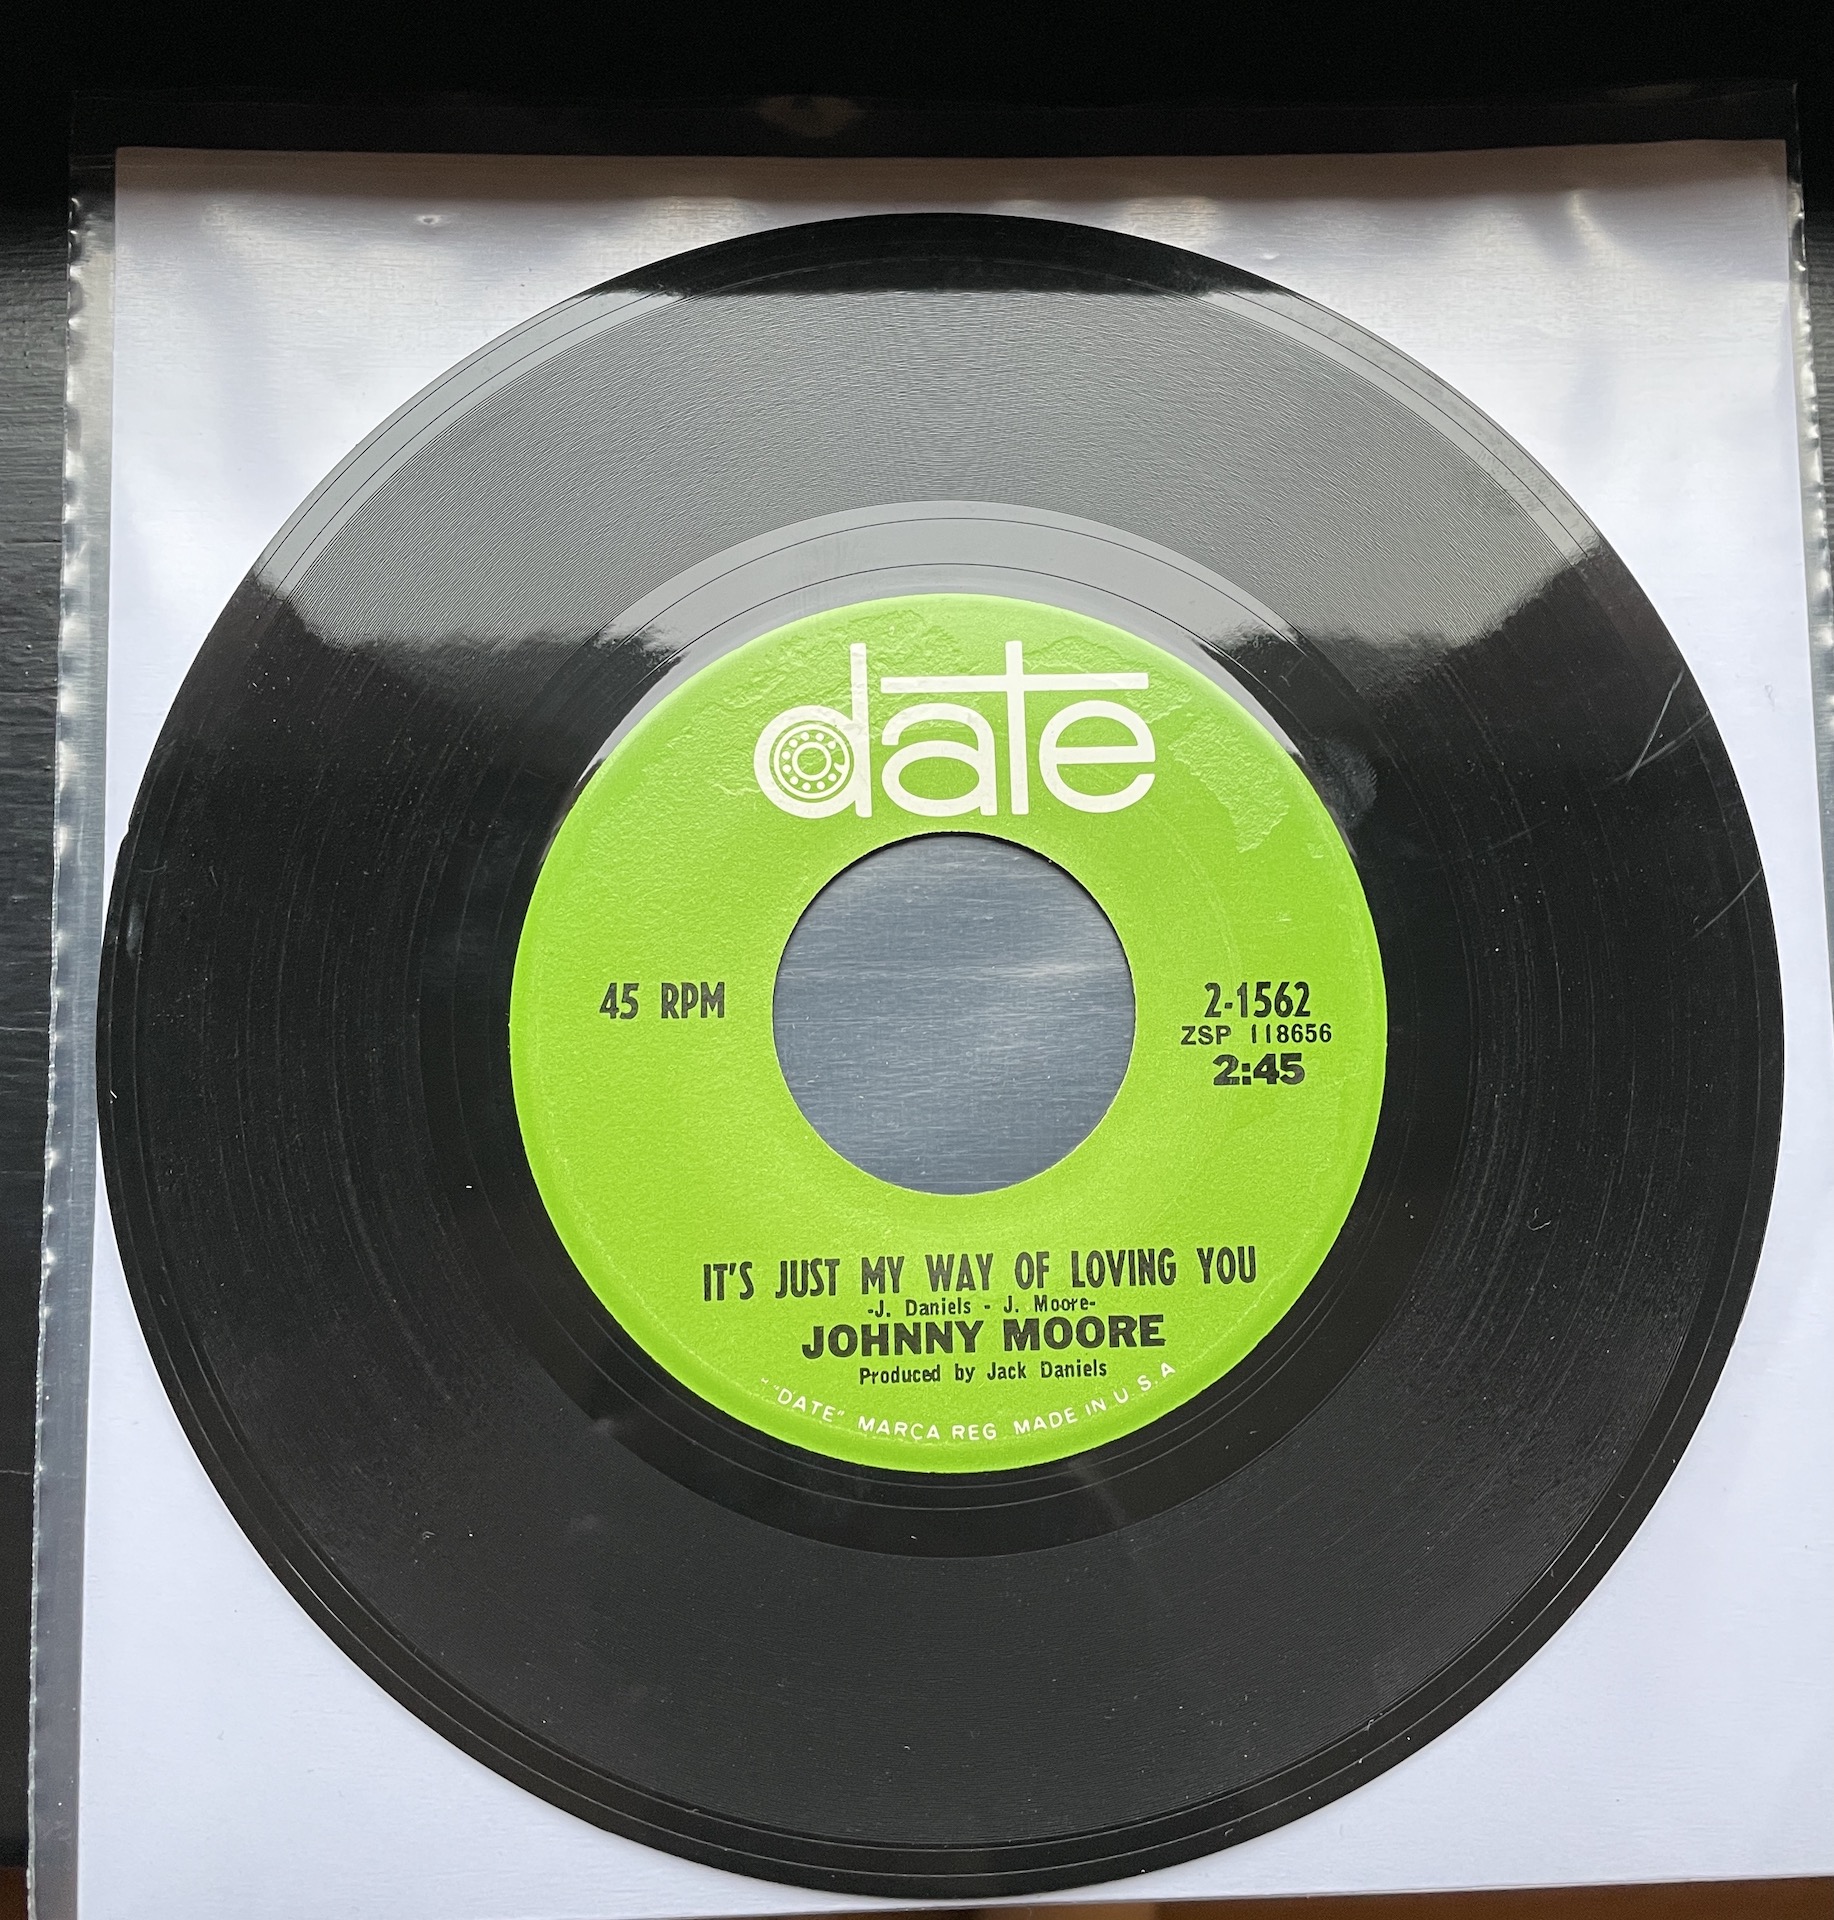 date
45 RPM
2-1562
ZSP 118656
2:45
IT'S JUST MY WAY OF LOVING YOU
-J. Daniels - J. Moore-
JOHNNY MOORE
Produced by Jack Daniels
"DATE" MARCA REG MADE IN U.S.A